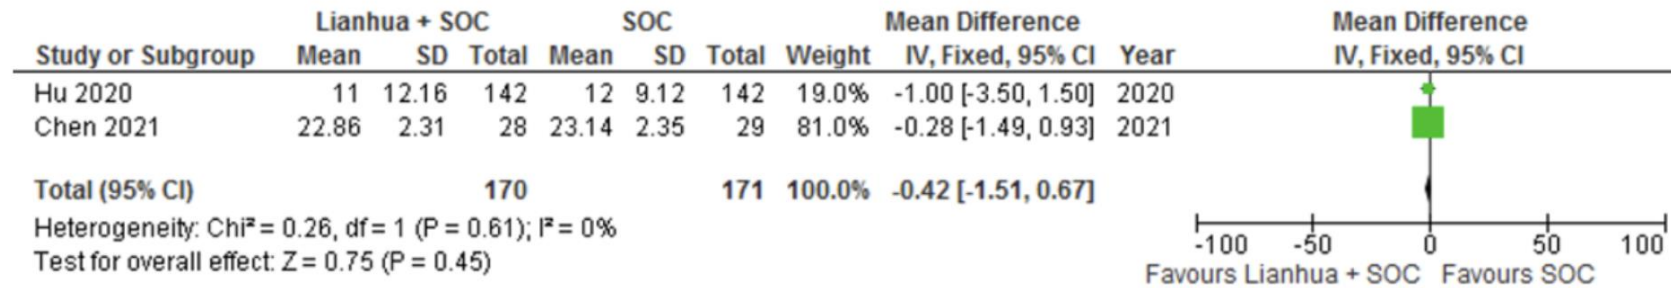 Lianhua + SOC SOC Mean Difference Mean Difference
Study or Subgroup Mean SD Total Mean SD Total Weight IV, Fixed, 95% CI Year IV, Fixed, 95% CI
Hu 2020 11 12.16 142 12 9.12 142 19.0% -1.00 [-3.50, 1.50] 2020
Chen 2021 22.86 2.31 28 23.14 2.35 29 81.0% -0.28 [-1.49, 0.93] 2021
Total (95% CI) 170 171 100.0% -0.42 [-1.51, 0.67]
Heterogeneity: Chi² = 0.26, df = 1 (P = 0.61); I² = 0%
Test for overall effect: Z = 0.75 (P = 0.45)
-100 -50 0 50 100
Favours Lianhua + SOC Favours SOC